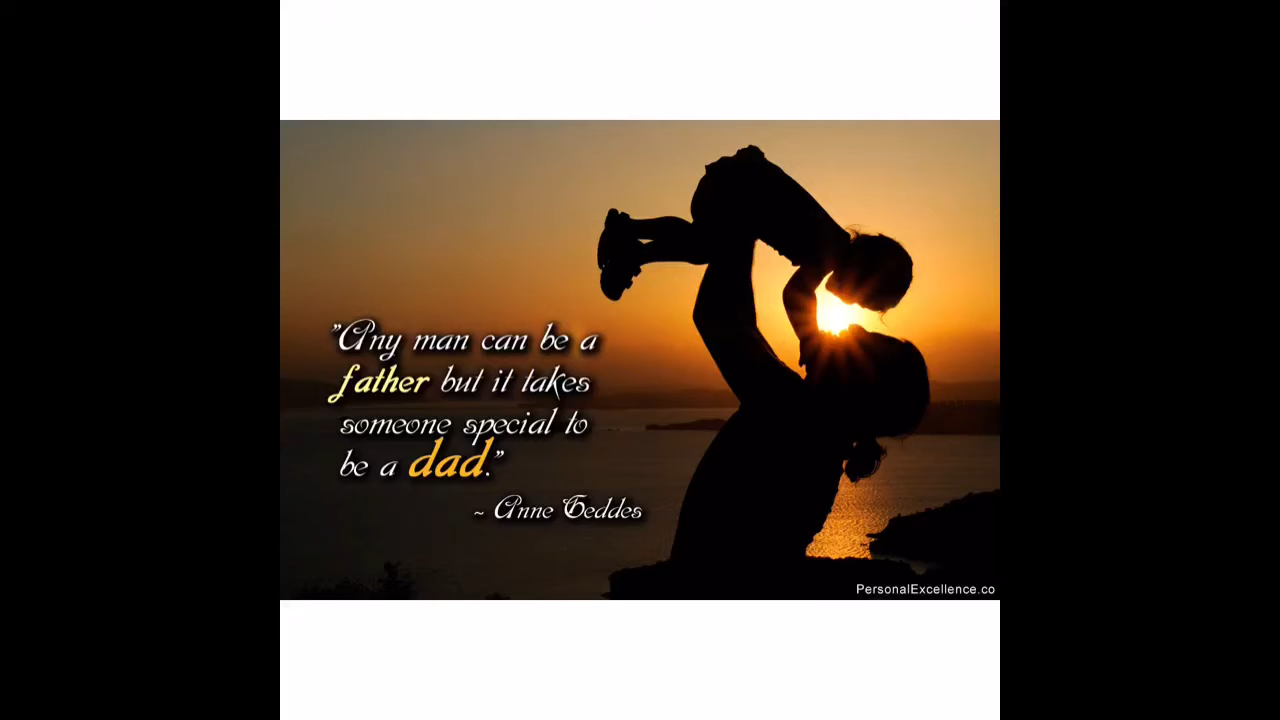 "Any man can be a
father but it takes
someone special to
be a dad."
~ Anne Geddes
PersonalExcellence.co